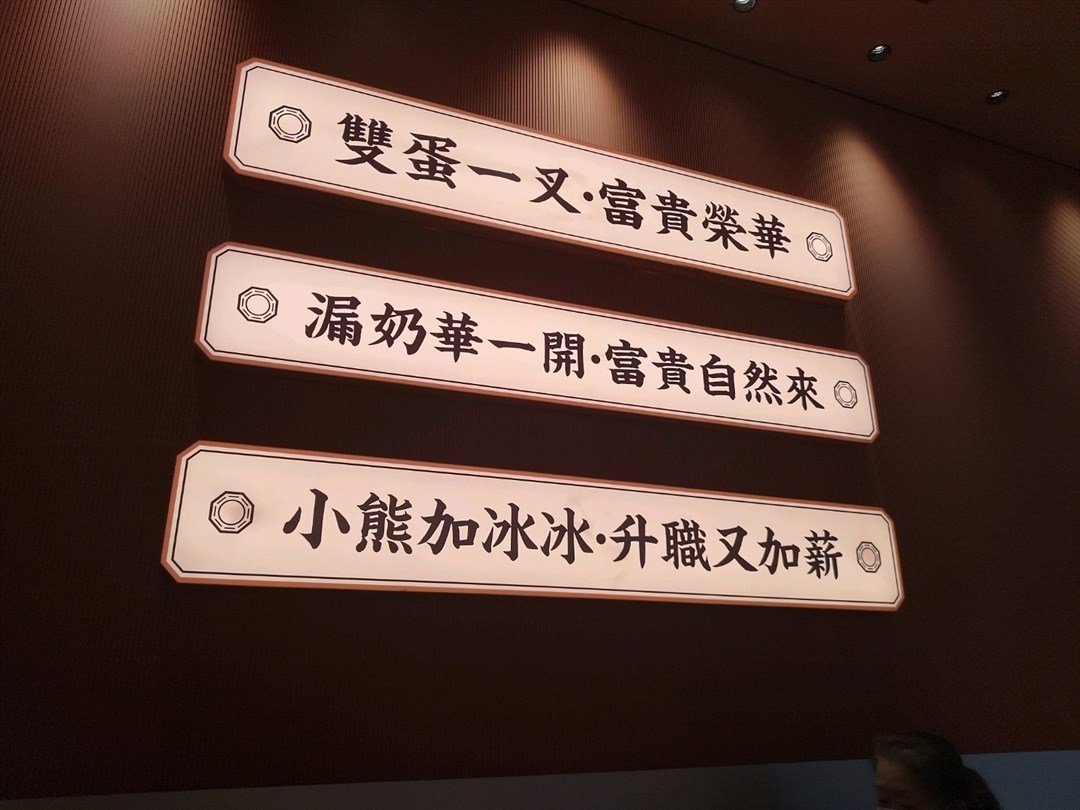 雙蛋一叉·富貴榮華
漏奶華一開·富貴自然來
小熊加冰冰·升職又加薪